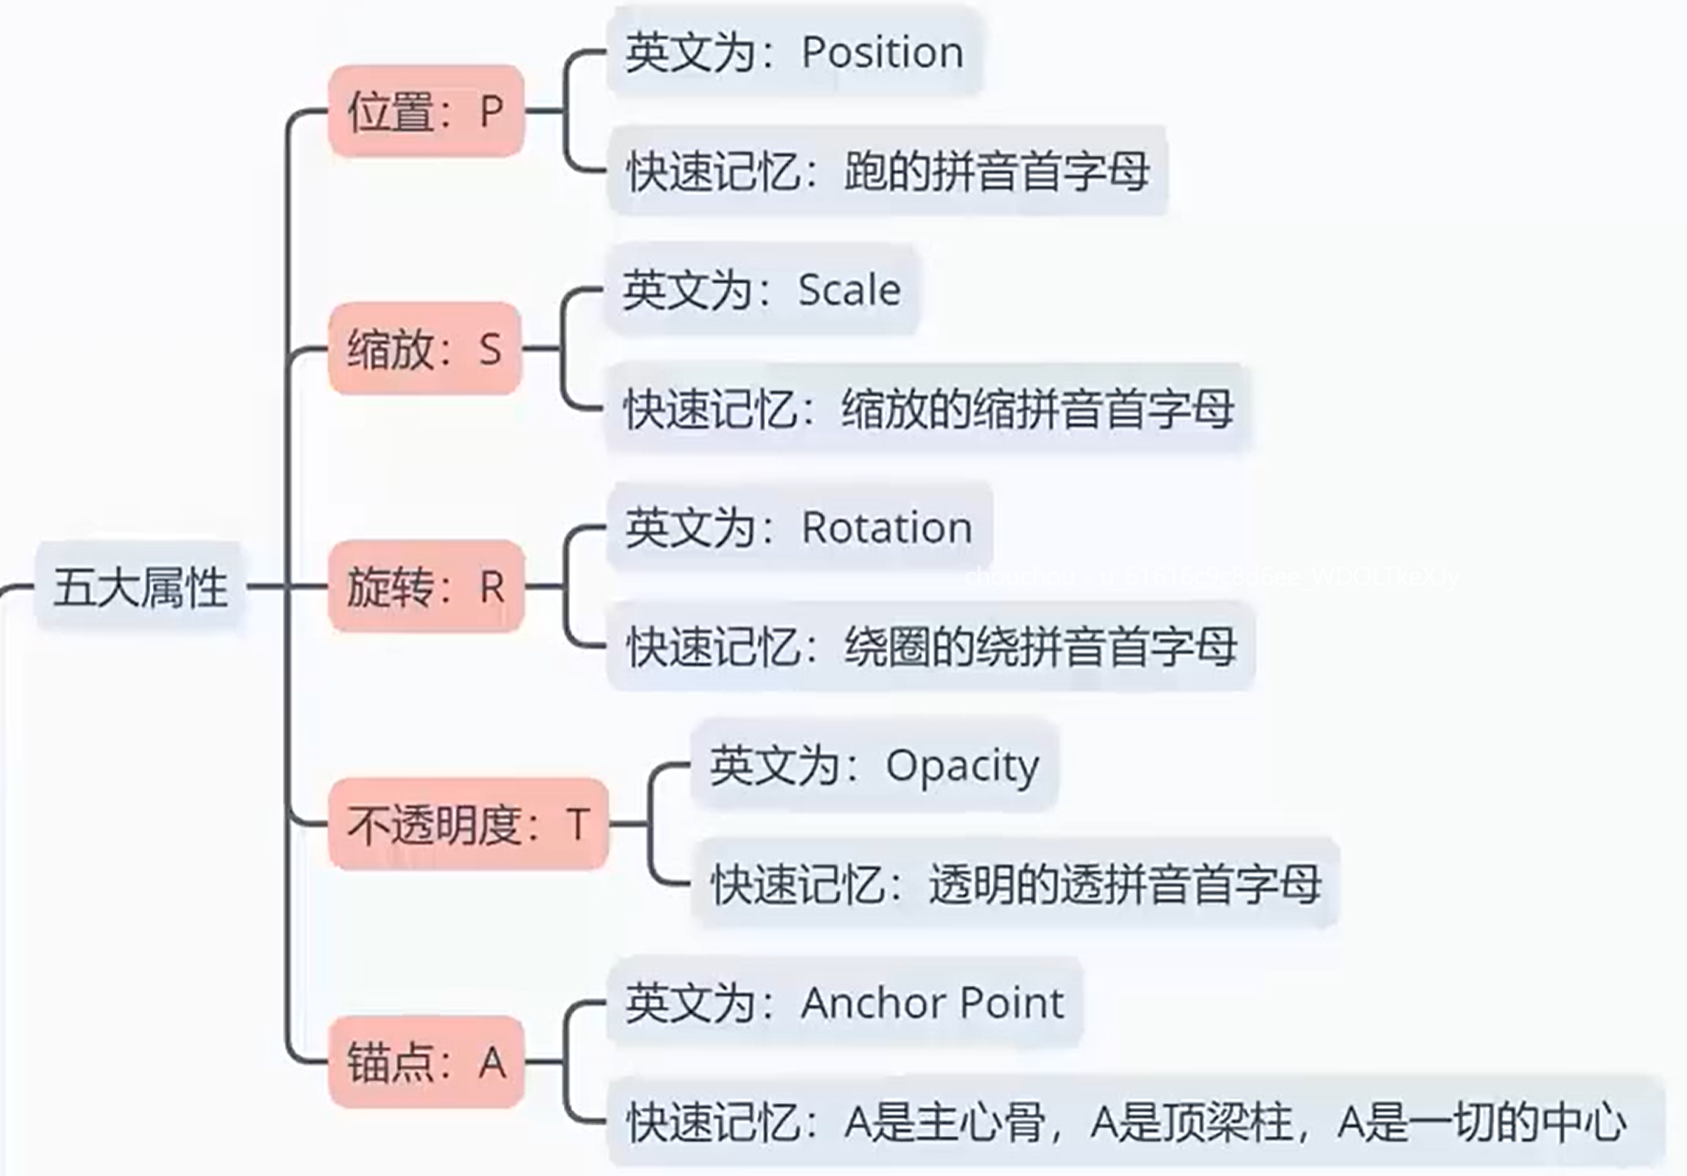 英文为：Position
位置：P
快速记忆：跑的拼音首字母
英文为：Scale
缩放：S
快速记忆：缩放的缩拼音首字母
英文为：Rotation
五大属性
旋转：R
快速记忆：绕圈的绕拼音首字母
英文为：Opacity
不透明度：T
快速记忆：透明的透拼音首字母
英文为：Anchor Point
锚点：A
快速记忆：A是主心骨，A是顶梁柱，A是一切的中心